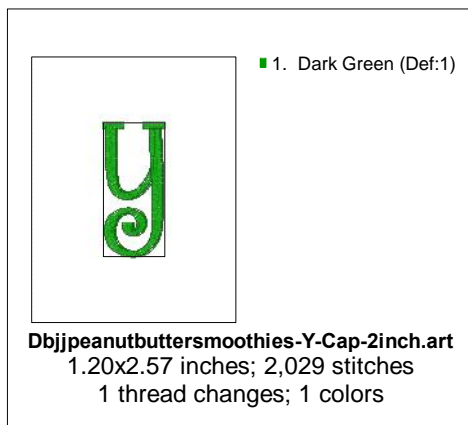 1. Dark Green (Def:1)
y
Dbjjpeanutbuttersmoothies-Y-Cap-2inch.art
1.20x2.57 inches; 2,029 stitches
1 thread changes; 1 colors